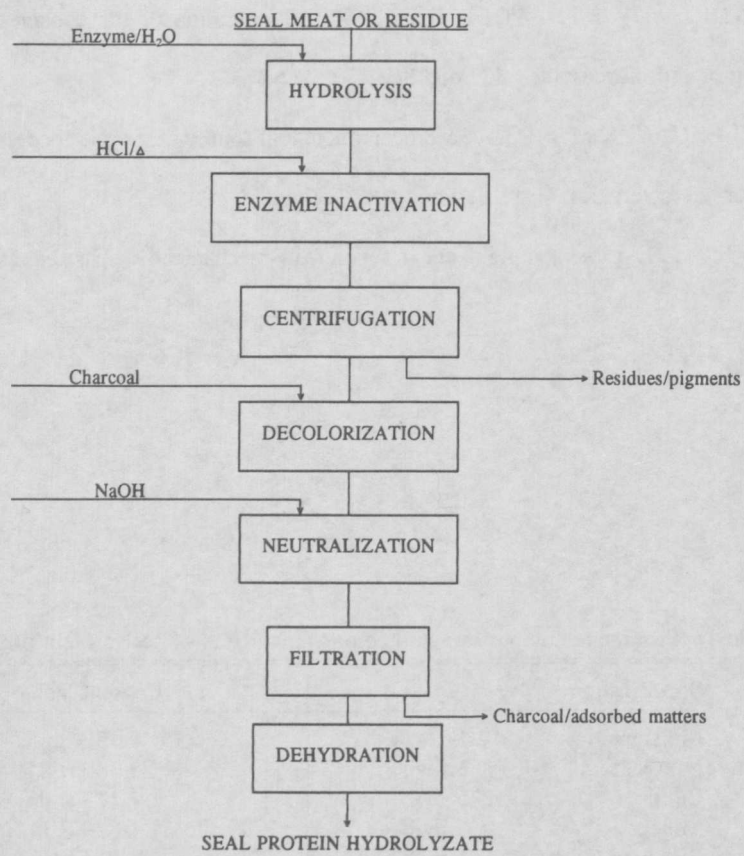 SEAL MEAT OR RESIDUE
Enzyme/H₂O
HYDROLYSIS
HCl/▵
ENZYME INACTIVATION
CENTRIFUGATION
Residues/pigments
Charcoal
DECOLORIZATION
NaOH
NEUTRALIZATION
FILTRATION
Charcoal/adsorbed matters
DEHYDRATION
SEAL PROTEIN HYDROLYZATE